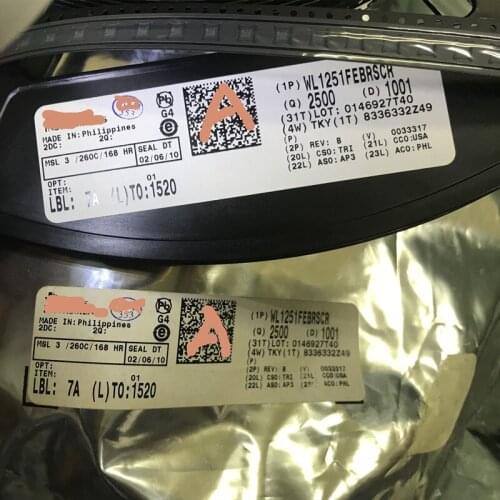 (1P) WL1251FEBRSCR
(Q) 2500 (D) 1001
(31T)LOT: 0146927T40
(4W) TKY(1T) 8336332Z49
(P)
(2P) REV: B (V) 0033317
(20L) CSO:TRI (21L) CCO:USA
(22L) ASO:AP3 (23L) ACO:PHL
A
353
Pb
G4
e
MADE IN:Philippines
2DC: 2Q:
MSL 3 /260C/168 HR SEAL DT
02/06/10
OPT:
ITEM: 01
LBL: 7A (L)TO:1520
353
Pb
G4
e
MADE IN:Philippines
2DC: 2Q:
MSL 3 /260C/168 HR SEAL DT
02/06/10
OPT:
ITEM: 01
LBL: 7A (L)TO:1520
A
(1P) WL1251FEBRSCR
(Q) 2500 (D) 1001
(31T)LOT: 0146927T40
(4W) TKY(1T) 8336332Z49
(P)
(2P) REV: B (V) 0033317
(20L) CSO:TRI (21L) CCO:USA
(22L) ASO:AP3 (23L) ACO:PHL